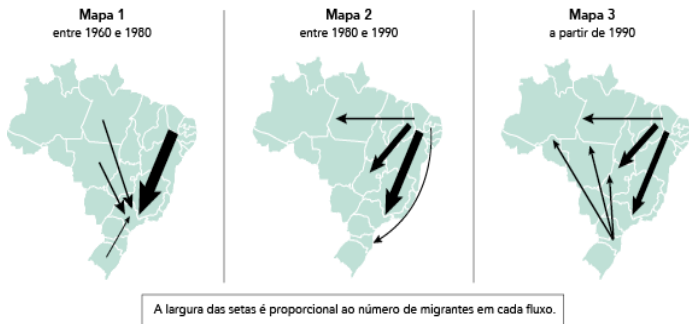 Mapa 1
entre 1960 e 1980
Mapa 2
entre 1980 e 1990
Mapa 3
a partir de 1990
A largura das setas é proporcional ao número de migrantes em cada fluxo.